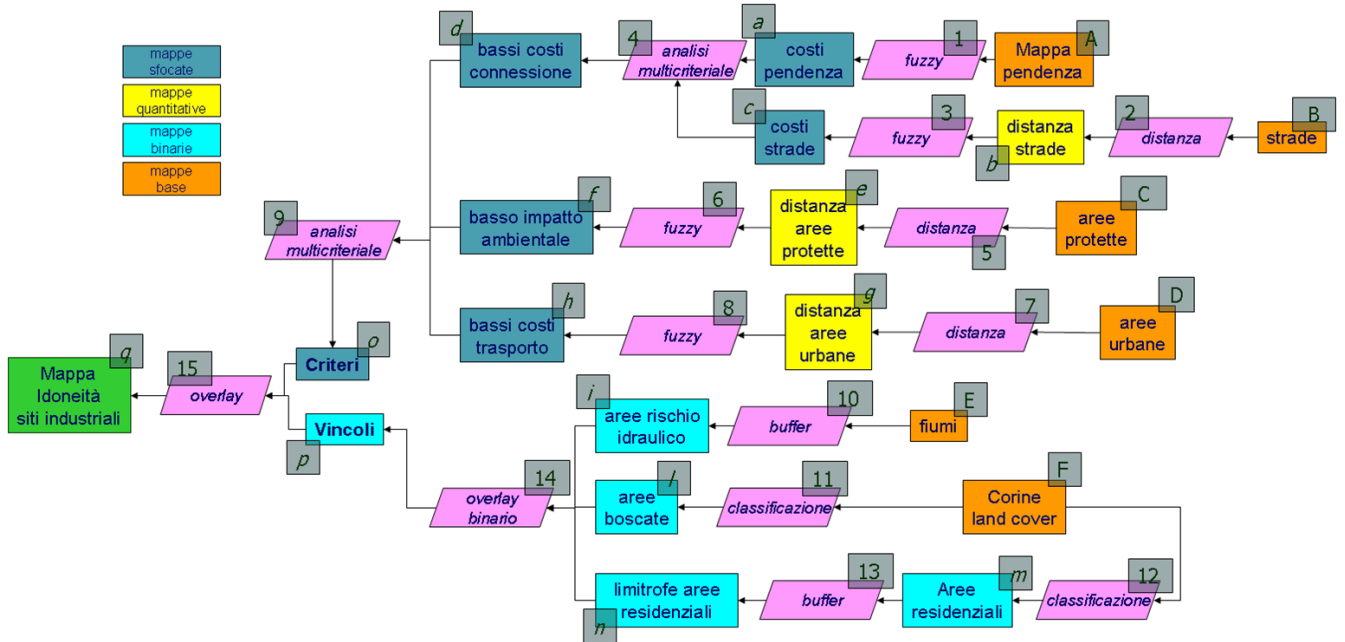 mappe
sfocate
mappe
quantitative
mappe
binarie
mappe
base
d
bassi costi
connessione
4
analisi
multicriteriale
a
costi
pendenza
1
fuzzy
A
Mappa
pendenza
c
costi
strade
3
fuzzy
distanza
strade
b
2
distanza
B
strade
9
analisi
multicriteriale
f
basso impatto
ambientale
6
fuzzy
e
distanza
aree
protette
distanza
5
C
aree
protette
h
bassi costi
trasporto
8
fuzzy
g
distanza
aree
urbane
7
distanza
D
aree
urbane
q
Mappa
Idoneità
siti industriali
15
overlay
o
Criteri
Vincoli
p
i
aree rischio
idraulico
10
buffer
E
fiumi
14
overlay
binario
l
aree
boscate
11
classificazione
F
Corine
land cover
limitrofe aree
residenziali
n
13
buffer
m
Aree
residenziali
12
classificazione